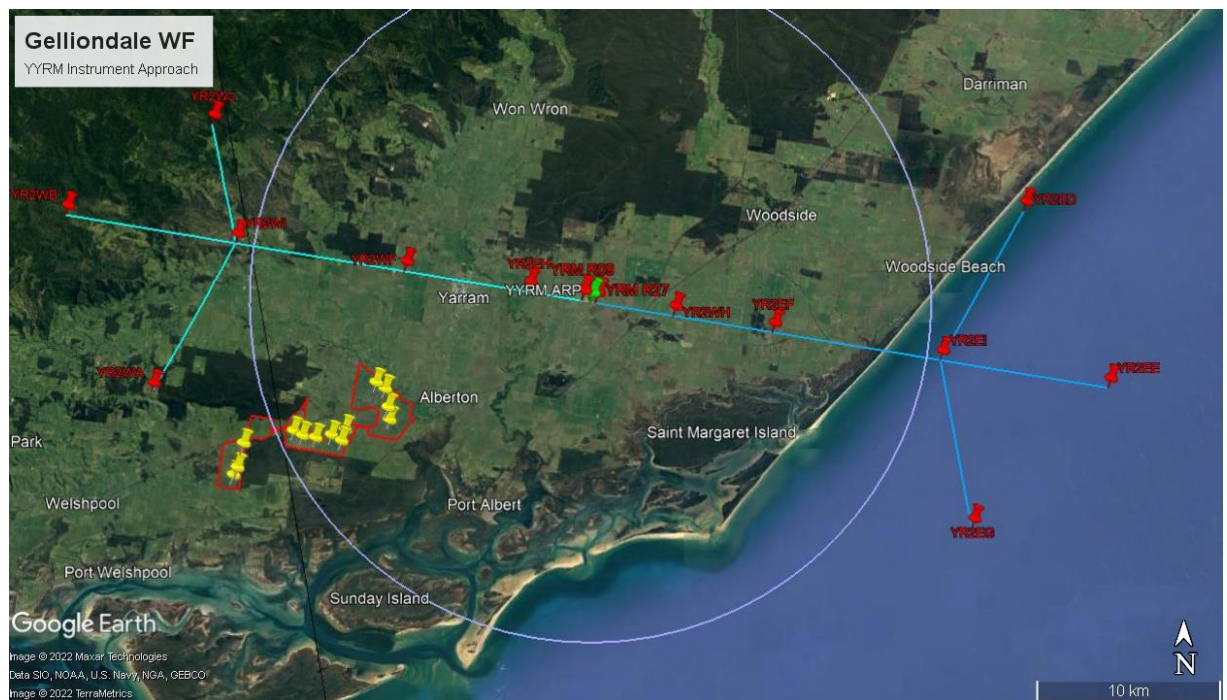 Gelliondale WF
YYRM Instrument Approach
Darriman
Won Wron
YR2WB
YR2ED
Woodside
YR2WI
Woodside Beach
YR2WF
YRM R09
YYRM ARP
YRM R27
Yarram
YR2WH
YR2EF
YR2EI
YR2WA
YR2EE
Alberton
Saint Margaret Island
Park
Welshpool
Port Albert
YR2EG
Port Welshpool
Sunday Island
Google Earth
Image © 2022 Maxar Technologies
Data SIO, NOAA, U.S. Navy, NGA, GEBCO
Image © 2022 TerraMetrics
N
10 km